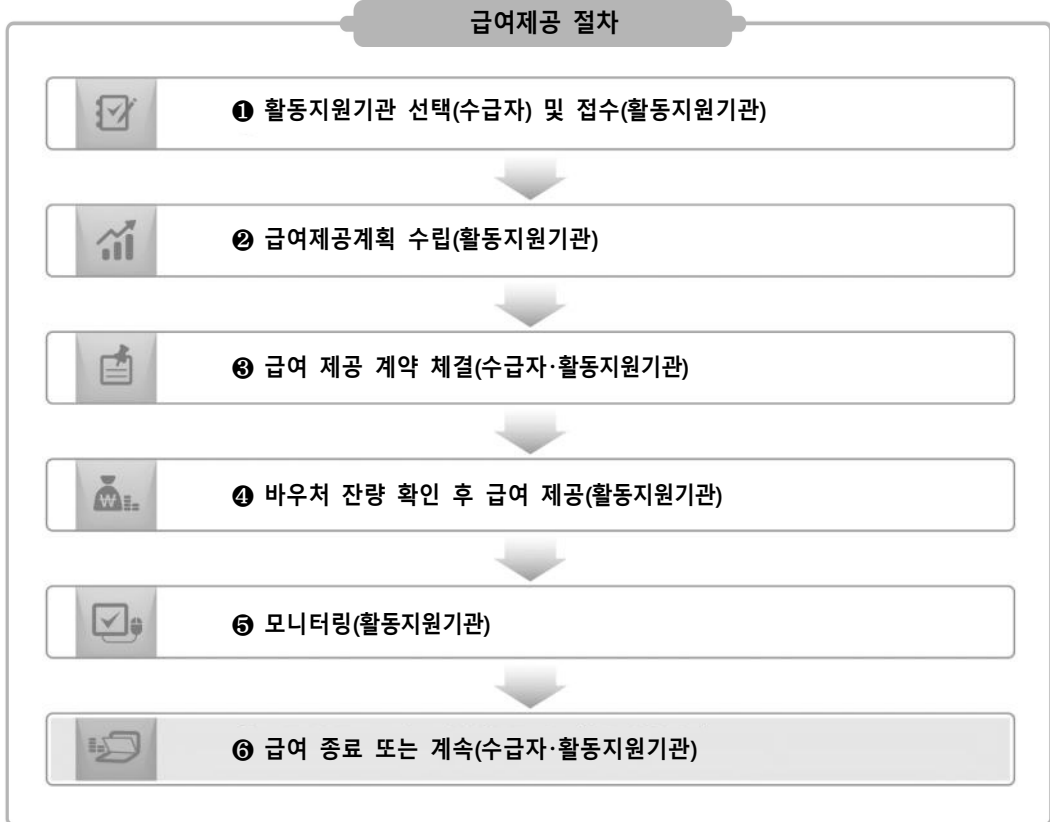 급여제공 절차
❶ 활동지원기관 선택(수급자) 및 접수(활동지원기관)
❷ 급여제공계획 수립(활동지원기관)
❸ 급여 제공 계약 체결(수급자·활동지원기관)
❹ 바우처 잔량 확인 후 급여 제공(활동지원기관)
❺ 모니터링(활동지원기관)
❻ 급여 종료 또는 계속(수급자·활동지원기관)